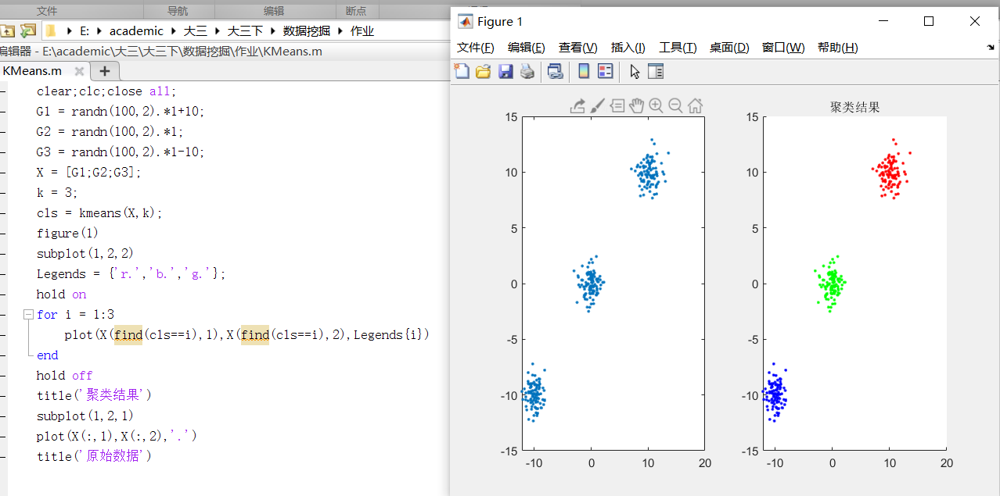 文件 导航 编辑 断点
E: academic 大三 大三下 数据挖掘 作业
编辑器 - E:\academic\大三\大三下\数据挖掘\作业\KMeans.m
KMeans.m
clear;clc;close all;
G1 = randn(100,2).*1+10;
G2 = randn(100,2).*1;
G3 = randn(100,2).*1-10;
X = [G1;G2;G3];
k = 3;
cls = kmeans(X,k);
figure(1)
subplot(1,2,2)
Legends = {'r.','b.','g.'};
hold on
for i = 1:3
plot(X(find(cls==i),1),X(find(cls==i),2),Legends{i})
end
hold off
title('聚类结果')
subplot(1,2,1)
plot(X(:,1),X(:,2),'.')
title('原始数据')
Figure 1
文件(F) 编辑(E) 查看(V) 插入(I) 工具(T) 桌面(D) 窗口(W) 帮助(H)
15
10
5
0
-5
-10
-15
-10 0 10 20
聚类结果
15
10
5
0
-5
-10
-15
-10 0 10 20